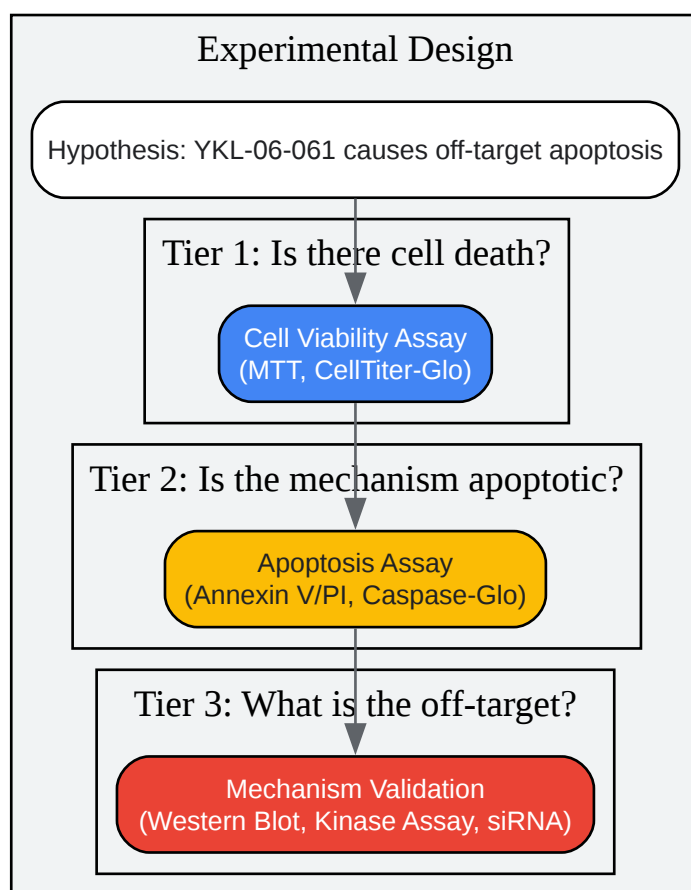 Experimental Design
Hypothesis: YKL-06-061 causes off-target apoptosis
Tier 1: Is there cell death?
Cell Viability Assay
(MTT, CellTiter-Glo)
Tier 2: Is the mechanism apoptotic?
Apoptosis Assay
(Annexin V/PI, Caspase-Glo)
Tier 3: What is the off-target?
Mechanism Validation
(Western Blot, Kinase Assay, siRNA)